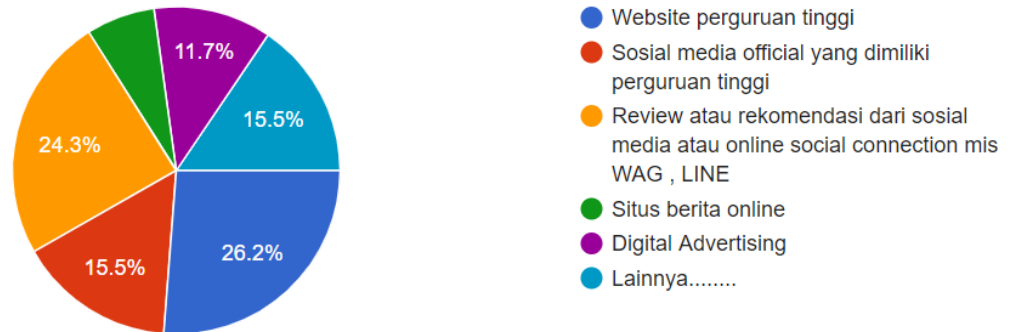 11.7%
15.5%
24.3%
15.5%
26.2%
Website perguruan tinggi
Sosial media official yang dimiliki
perguruan tinggi
Review atau rekomendasi dari sosial
media atau online social connection mis
WAG , LINE
Situs berita online
Digital Advertising
Lainnya........